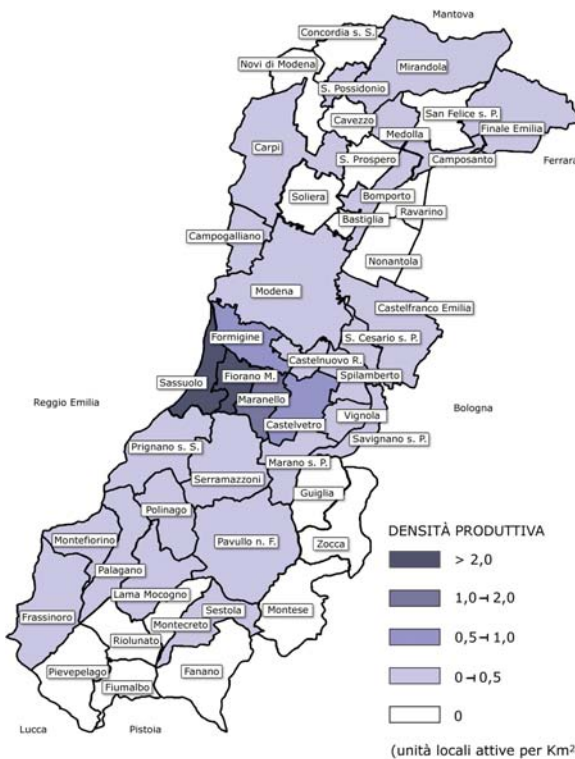 Mantova
Concordia s. S.
Novi di Modena
Mirandola
S. Possidonio
San Felice s. P.
Cavezzo
Medolla
Finale Emilia
Carpi
S. Prospero
Camposanto
Ferrara
Soliera
Bomporto
Ravarino
Bastiglia
Campogalliano
Nonantola
Modena
Castelfranco Emilia
Formigine
S. Cesario s. P.
Castelnuovo R.
Spilamberto
Sassuolo
Fiorano M.
Maranello
Reggio Emilia
Vignola
Bologna
Castelvetro
Savignano s. P.
Prignano s. S.
Marano s. P.
Serramazzoni
Guiglia
Polinago
Montefiorino
Pavullo n. F.
Zocca
Palagano
Lama Mocogno
Frassinoro
Sestola
Montese
Montecreto
Riolunato
Pievepelago
Fanano
Fiumalbo
Lucca
Pistoia
DENSITÀ PRODUTTIVA
> 2,0
1,0⊣2,0
0,5⊣1,0
0⊣0,5
0
(unità locali attive per Km²